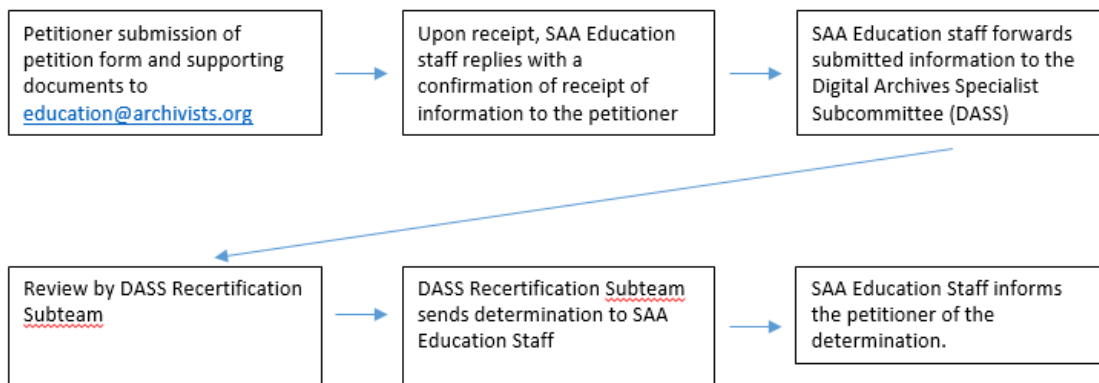 Petitioner submission of
petition form and supporting
documents to
education@archivists.org
Upon receipt, SAA Education
staff replies with a
confirmation of receipt of
information to the petitioner
SAA Education staff forwards
submitted information to the
Digital Archives Specialist
Subcommittee (DASS)
Review by DASS Recertification
Subteam
DASS Recertification Subteam
sends determination to SAA
Education Staff
SAA Education Staff informs
the petitioner of the
determination.